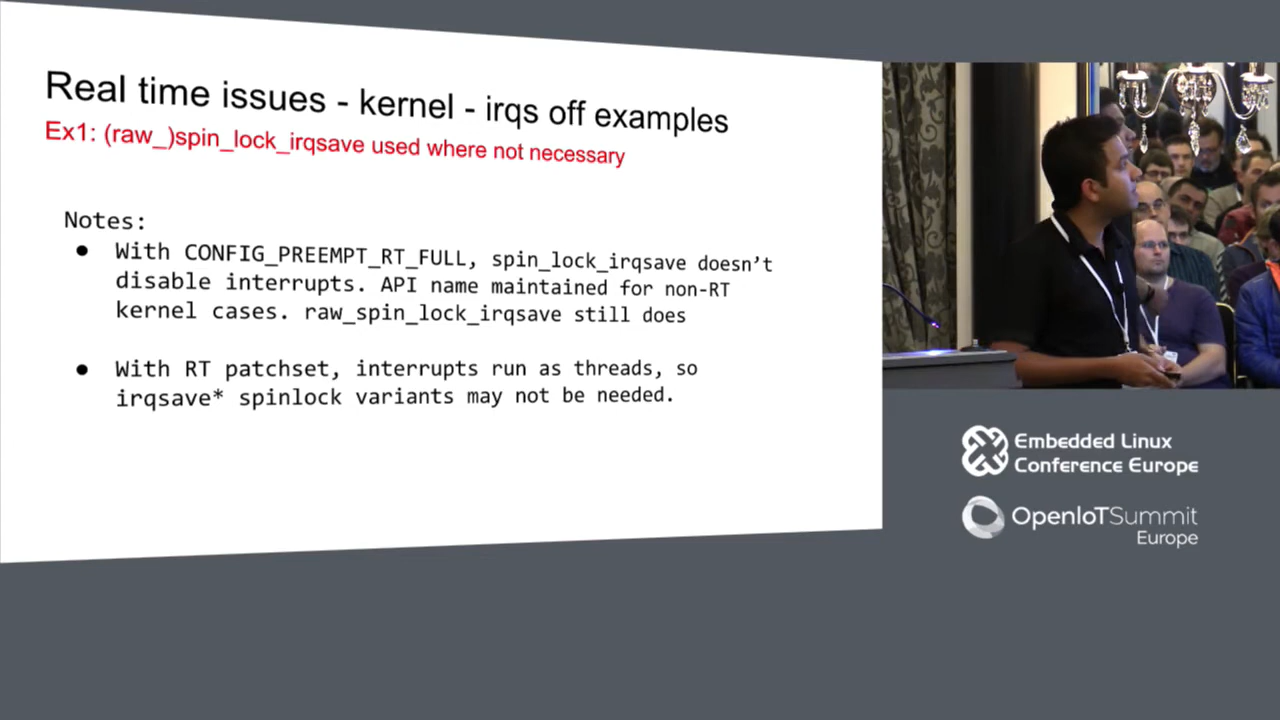 Real time issues - kernel - irqs off examples
Ex1: (raw_)spin_lock_irqsave used where not necessary
Notes:
● With CONFIG_PREEMPT_RT_FULL, spin_lock_irqsave doesn’t
disable interrupts. API name maintained for non-RT
kernel cases. raw_spin_lock_irqsave still does
● With RT patchset, interrupts run as threads, so
irqsave* spinlock variants may not be needed.
Embedded Linux
Conference Europe
OpenIoTSummit
Europe